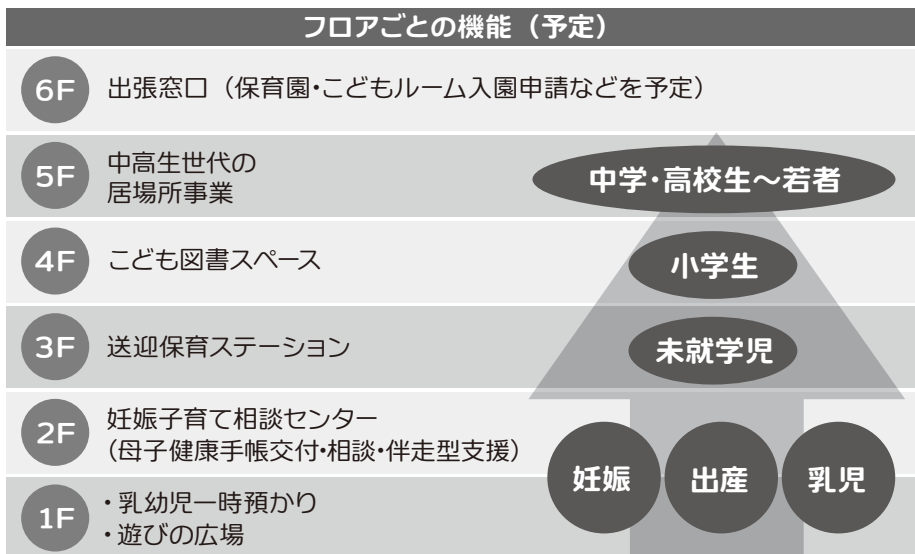 フロアごとの機能（予定）
6F
出張窓口（保育園・こどもルーム入園申請などを予定）
5F
中高生世代の
居場所事業
中学・高校生～若者
4F
こども図書スペース
小学生
3F
送迎保育ステーション
未就学児
2F
妊娠子育て相談センター
（母子健康手帳交付・相談・伴走型支援）
妊娠
出産
乳児
1F
・乳幼児一時預かり
・遊びの広場